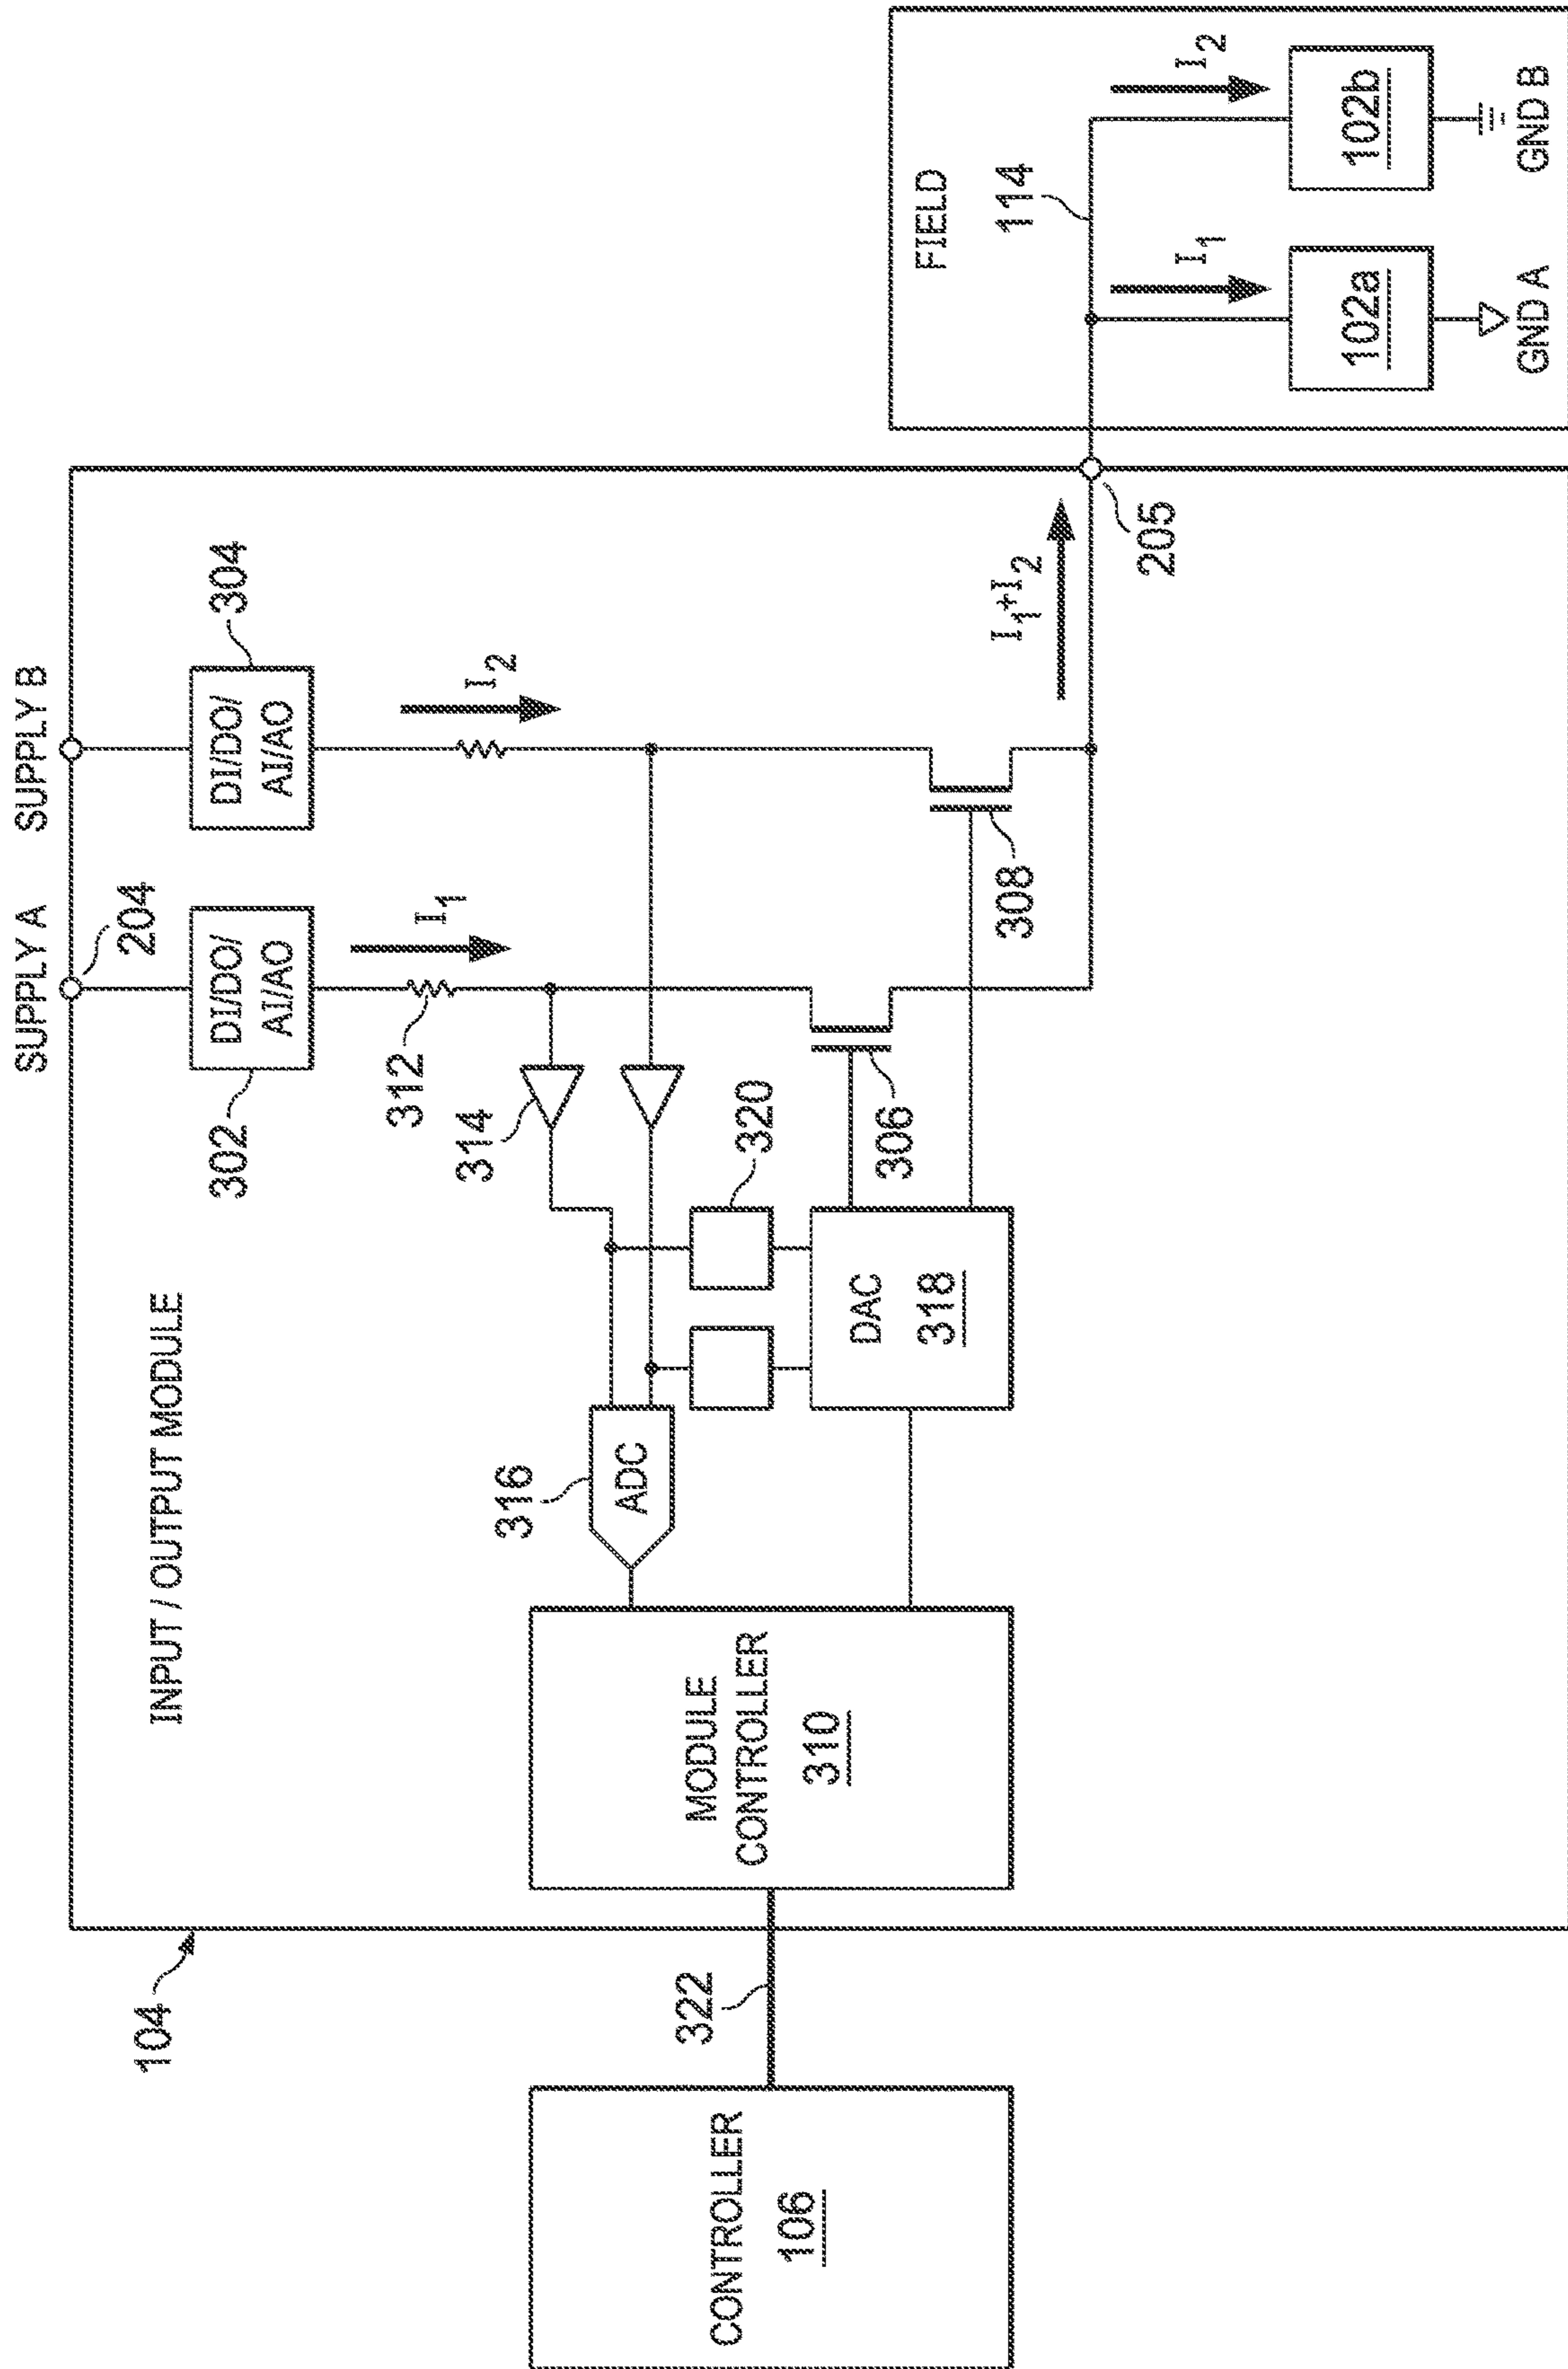 SUPPLY A
SUPPLY B
204
DI/DO/
AI/AO
302
DI/DO/
AI/AO
304
INPUT / OUTPUT MODULE
104
I1
I2
312
314
316
ADC
320
DAC
318
306
308
MODULE
CONTROLLER
310
322
CONTROLLER
106
I1+I2
205
FIELD
114
I1
I2
102a
102b
GND A
GND B